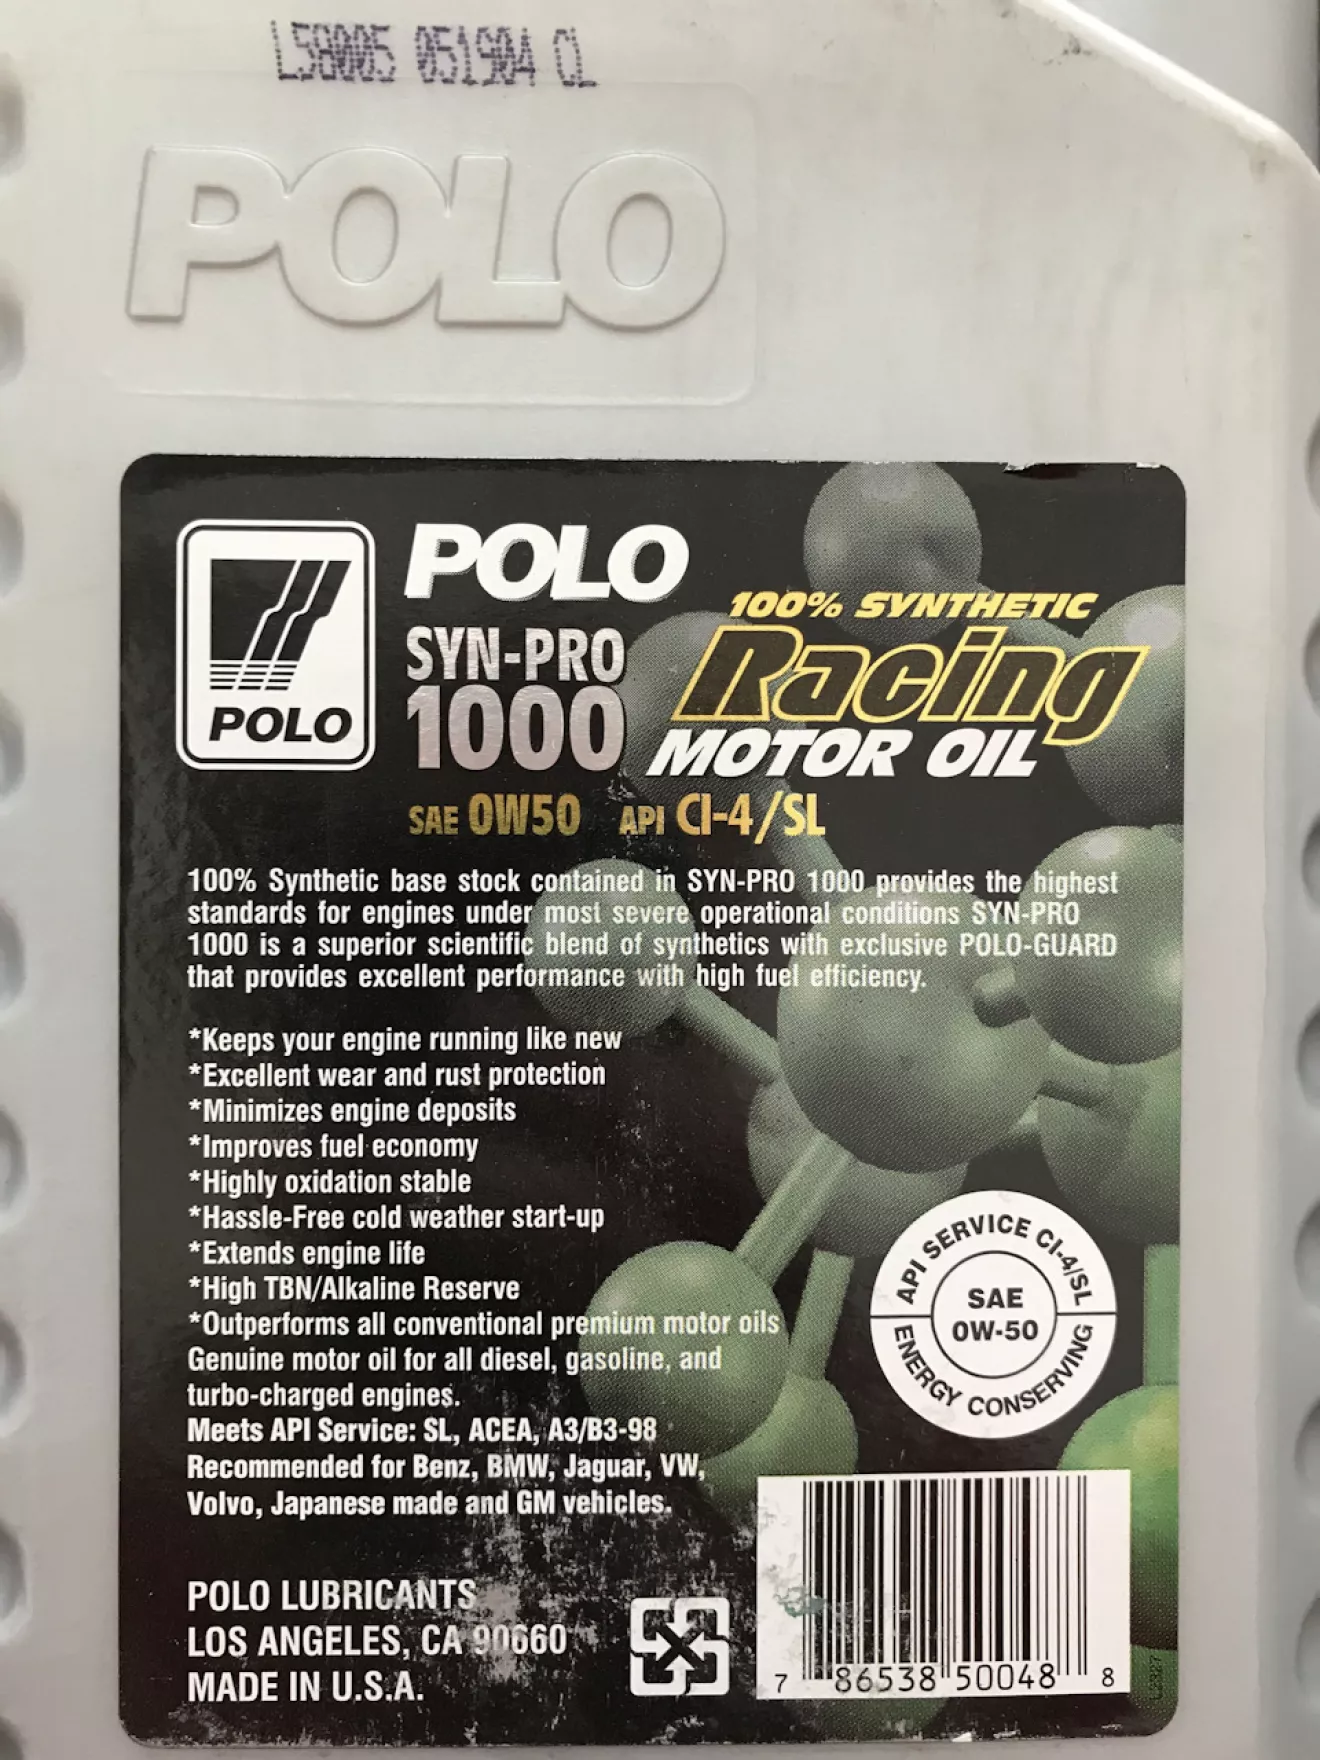 L58005 051904 CL
POLO
POLO
POLO
SYN-PRO
1000
100% SYNTHETIC
Racing
MOTOR OIL
SAE 0W50 API CI-4/SL
100% Synthetic base stock contained in SYN-PRO 1000 provides the highest
standards for engines under most severe operational conditions SYN-PRO
1000 is a superior scientific blend of synthetics with exclusive POLO-GUARD
that provides excellent performance with high fuel efficiency.
*Keeps your engine running like new
*Excellent wear and rust protection
*Minimizes engine deposits
*Improves fuel economy
*Highly oxidation stable
*Hassle-Free cold weather start-up
*Extends engine life
*High TBN/Alkaline Reserve
*Outperforms all conventional premium motor oils
Genuine motor oil for all diesel, gasoline, and
turbo-charged engines.
Meets API Service: SL, ACEA, A3/B3-98
Recommended for Benz, BMW, Jaguar, VW,
Volvo, Japanese made and GM vehicles.
API SERVICE CI-4/SL
SAE
0W-50
ENERGY CONSERVING
POLO LUBRICANTS
LOS ANGELES, CA 90660
MADE IN U.S.A.
7 86538 50048 8